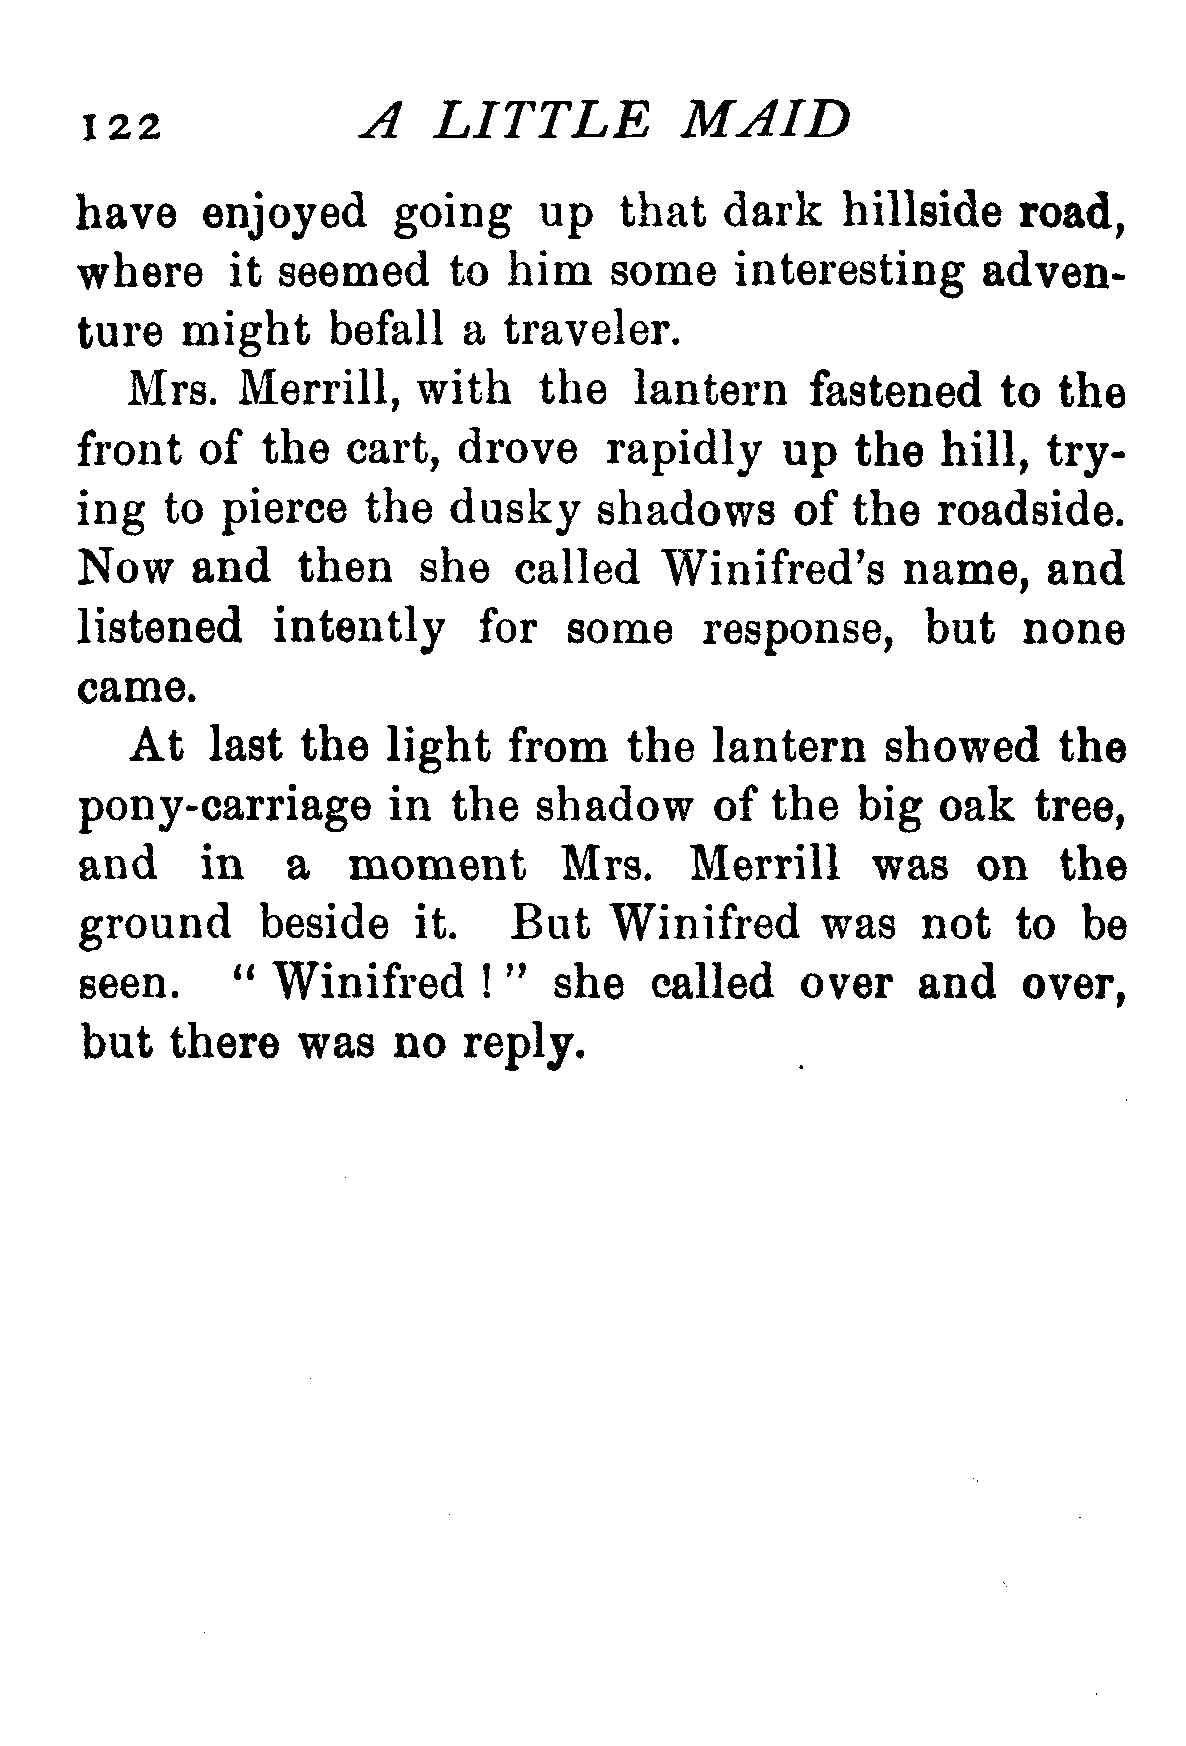 122 A LITTLE MAID
have enjoyed going up that dark hillside road,
where it seemed to him some interesting adven-
ture might befall a traveler.
Mrs. Merrill, with the lantern fastened to the
front of the cart, drove rapidly up the hill, try-
ing to pierce the dusky shadows of the roadside.
Now and then she called Winifred's name, and
listened intently for some response, but none
came.
At last the light from the lantern showed the
pony-carriage in the shadow of the big oak tree,
and in a moment Mrs. Merrill was on the
ground beside it. But Winifred was not to be
seen. “ Winifred ! ” she called over and over,
but there was no reply.